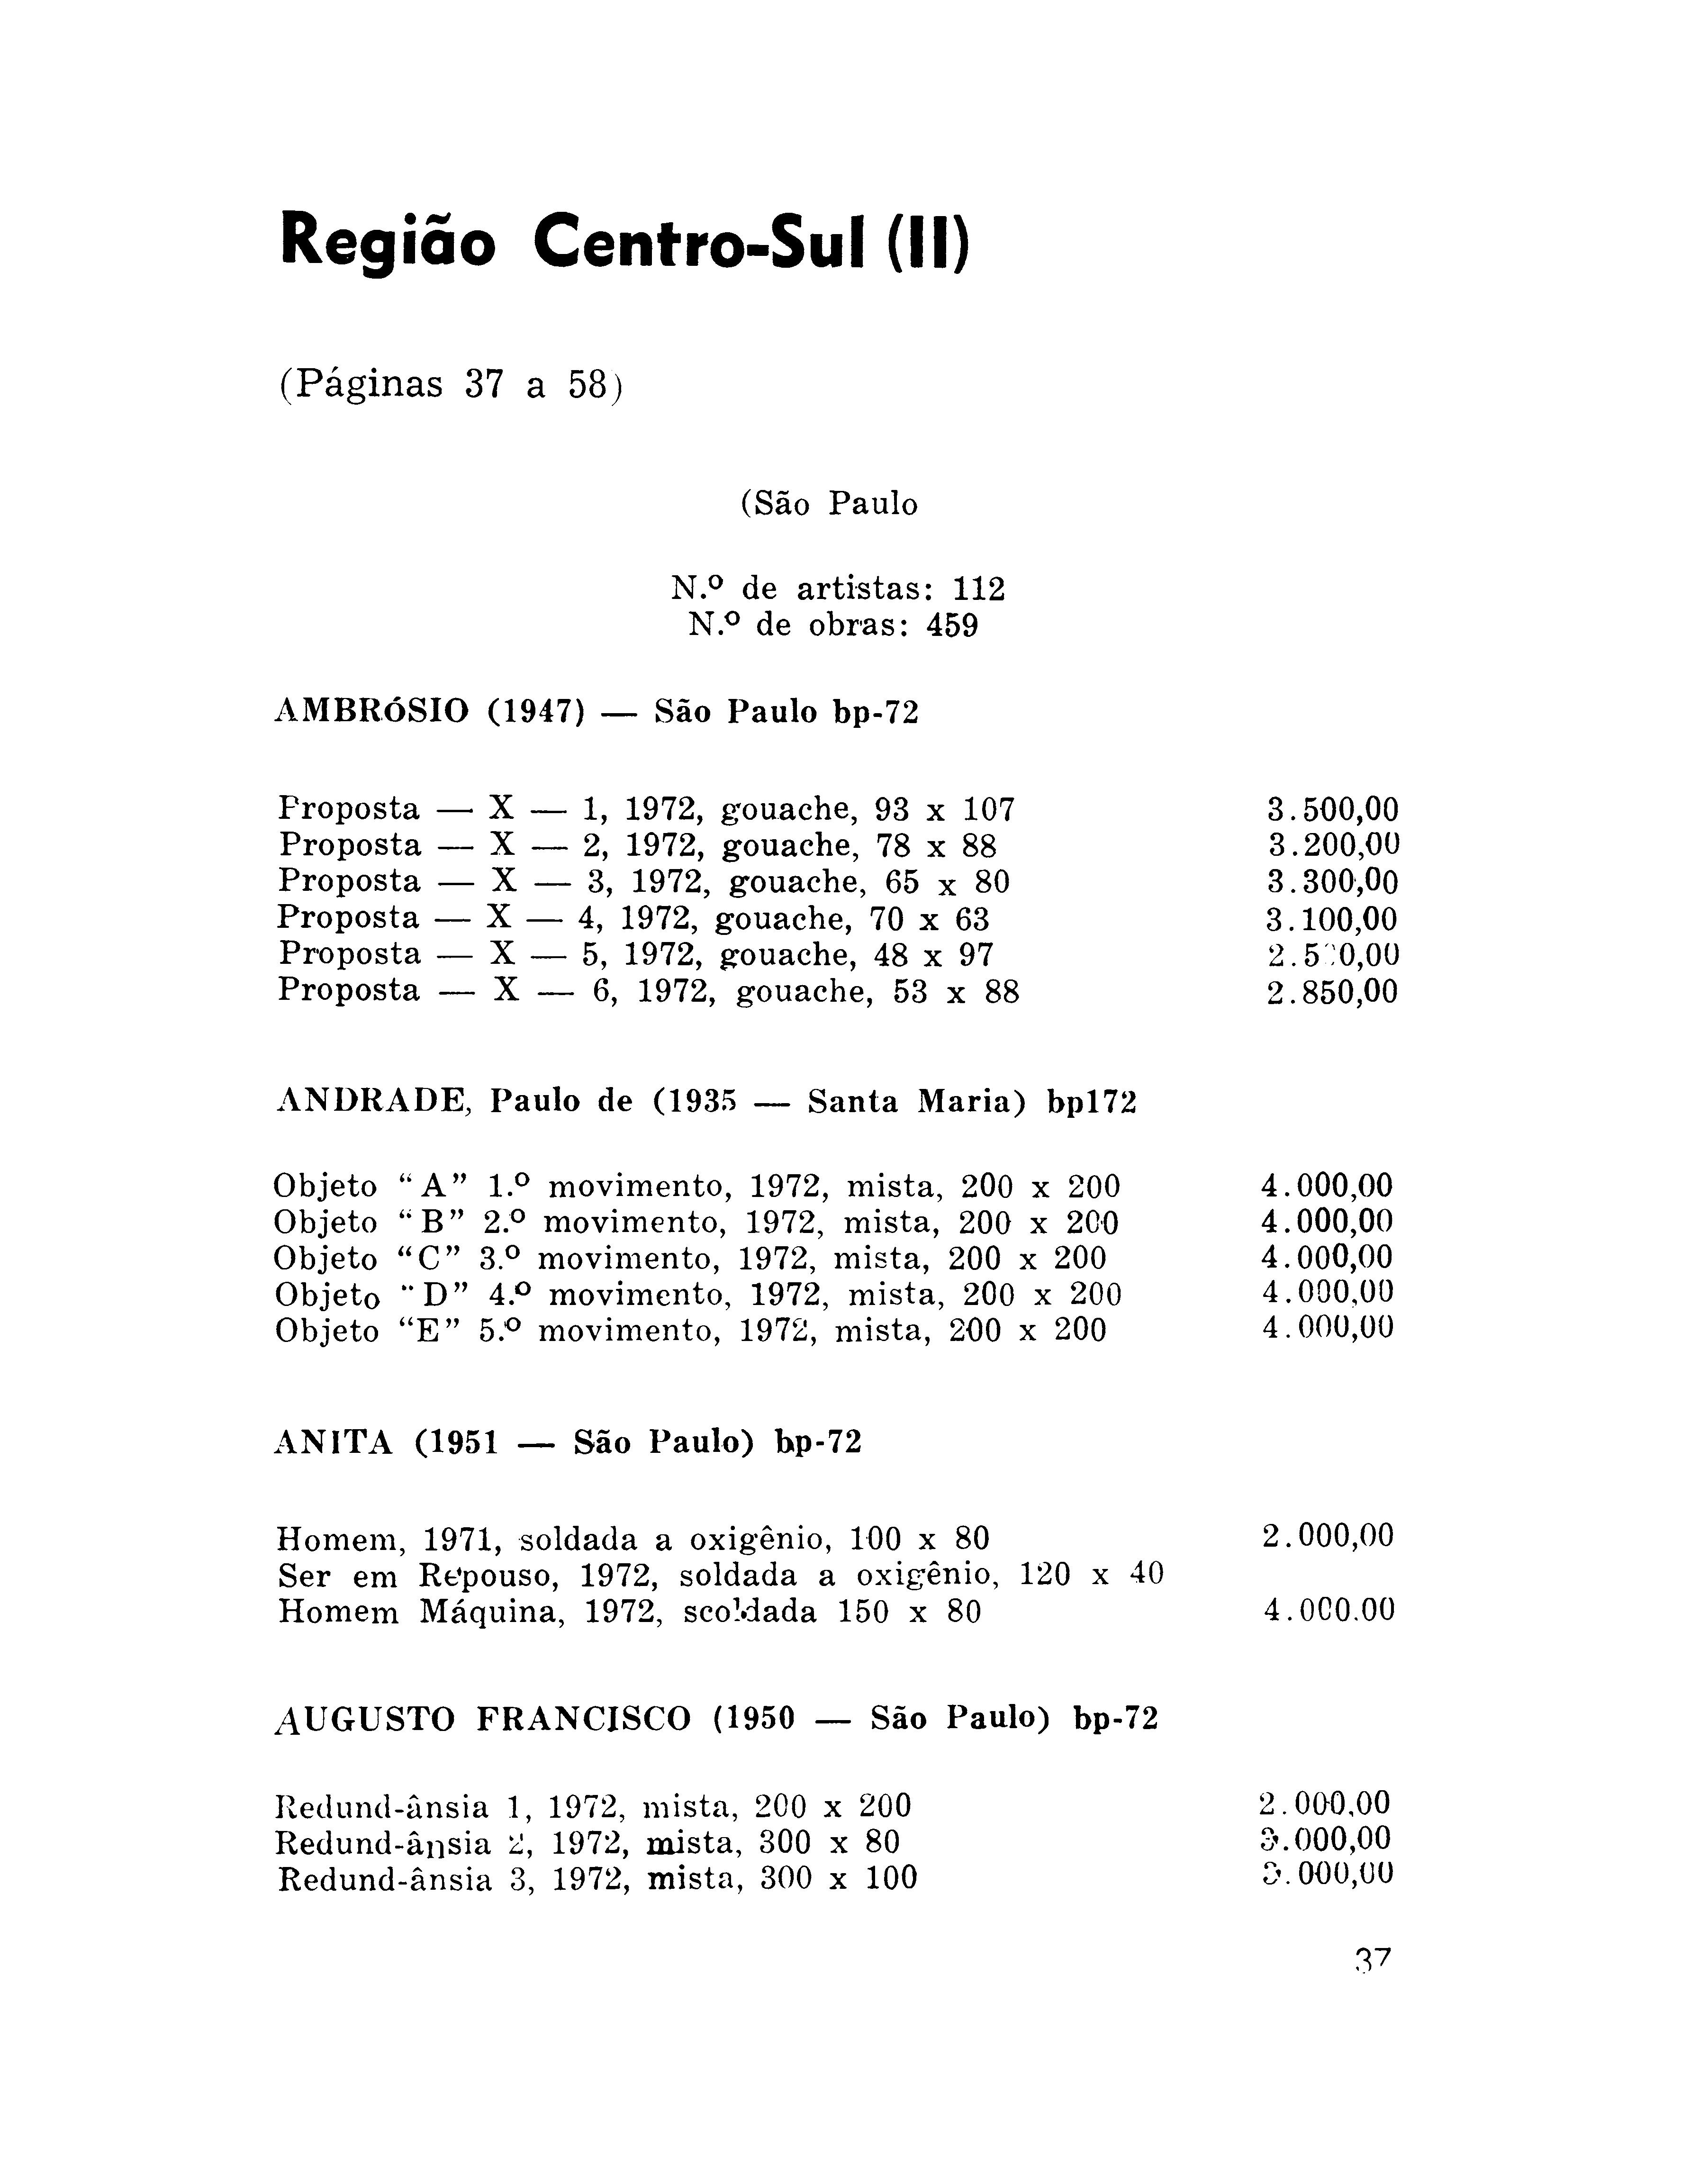 Região Centro-Sul (II)
(Páginas 37 a 58)
(São Paulo
N.º de artistas: 112
N.º de obras: 459
AMBRóSIO (1947) — São Paulo bp-72
Proposta — X — 1, 1972, gouache, 93 x 107 3.500,00
Proposta — X — 2, 1972, gouache, 78 x 88 3.200,00
Proposta — X — 3, 1972, gouache, 65 x 80 3.300,00
Proposta — X — 4, 1972, gouache, 70 x 63 3.100,00
Proposta — X — 5, 1972, gouache, 48 x 97
Proposta — X — 6, 1972, gouache, 53 x 88 2.850,00
ANDRADE, Paulo de (1935 — Santa Maria) bp172
Objeto “A” 1.º movimento, 1972, mista, 200 x 200 4.000,00
Objeto “B” 2.º movimento, 1972, mista, 200 x 200 4.000,00
Objeto “C” 3.º movimento, 1972, mista, 200 x 200 4.000,00
Objeto “D” 4.º movimento, 1972, mista, 200 x 200 4.000,00
Objeto “E” 5.º movimento, 1972, mista, 200 x 200 4.000,00
ANITA (1951 — São Paulo) bp-72
Homem, 1971, soldada a oxigênio, 100 x 80 2.000,00
Ser em Repouso, 1972, soldada a oxigênio, 120 x 40
Homem Máquina, 1972, scoldada 150 x 80 4.000.00
AUGUSTO FRANCISCO (1950 — São Paulo) bp-72
Redund-ânsia 1, 1972, mista, 200 x 200 2.000,00
Redund-ânsia 2, 1972, mista, 300 x 80 3.000,00
Redund-ânsia 3, 1972, mista, 300 x 100 3.000,00
37